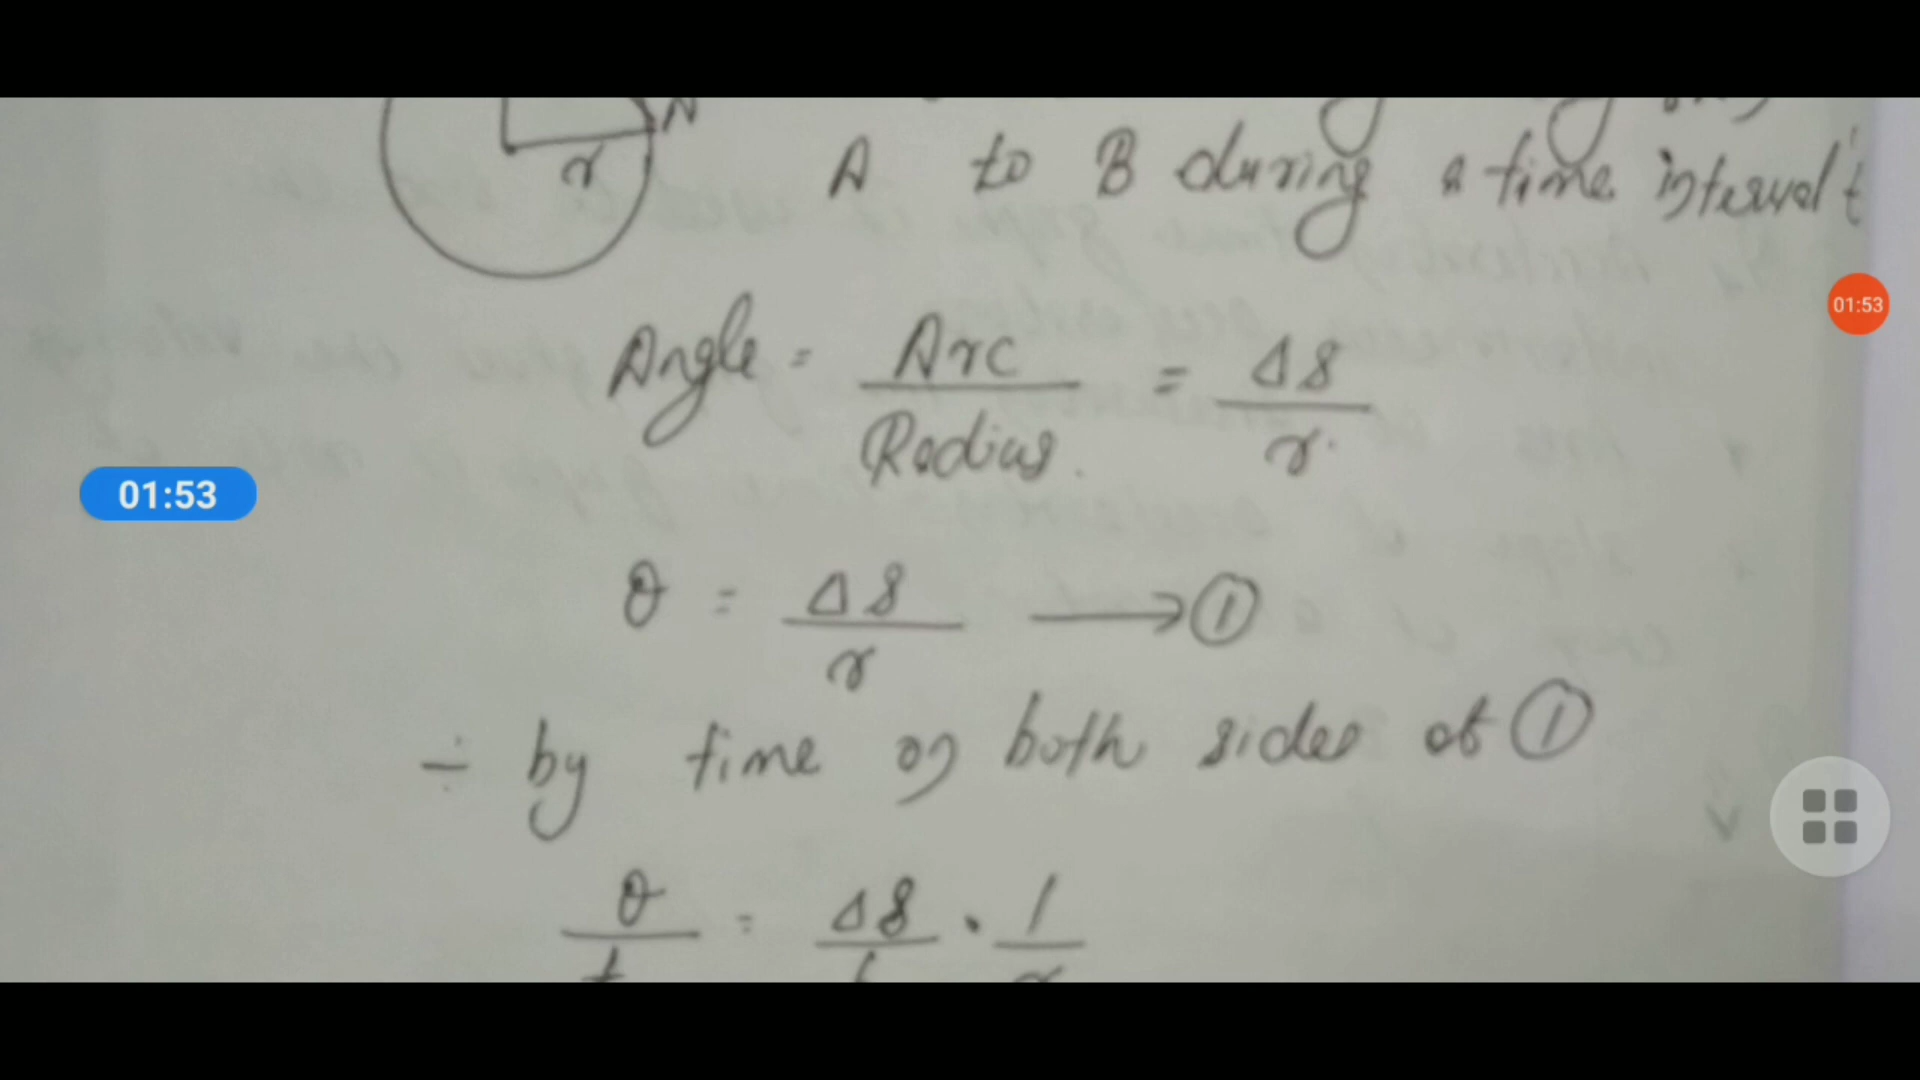 A to B during a time interval 't
r
Angle = Arc / Radius = Δs / r
01:53
01:53
θ = Δs / r → ①
÷ by time on both sides of ①
θ / t = Δs / t · 1 / r